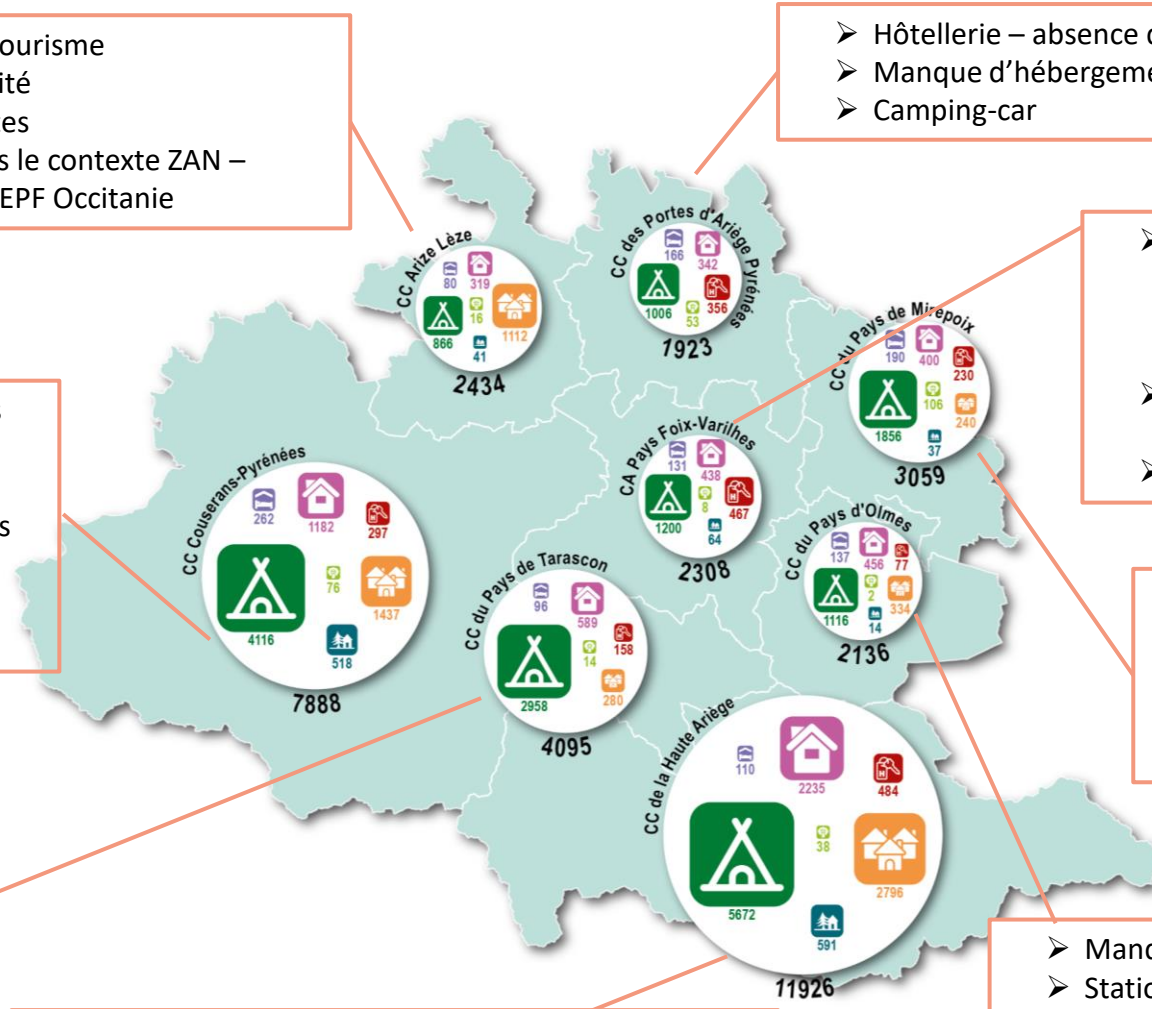 ourisme
ité
es
s le contexte ZAN –
EPF Occitanie
➢ Hôtellerie – absence
➢ Manque d'hébergeme
➢ Camping-car
CC Arize Lèze
80 319
866 16 1112
41
2434
CC des Portes d'Ariège Pyrénées
166 342
1006 53 356
1923
CC du Pays de Mirepoix
190 400 230
1856 106 240
37
3059
➢
➢
➢
CA Pays Foix-Varilhes
131 438
1200 8 467
64
2308
s
s
CC Couserans-Pyrénées
262 1182 297
4116 76 1437
518
7888
CC du Pays d'Olmes
137 456 77
1116 2 334
14
2136
CC du Pays de Tarascon
96 589 158
2958 14 280
4095
CC de la Haute Ariège
110 2235 484
5672 38 2796
591
11926
➢ Manq
➢ Static